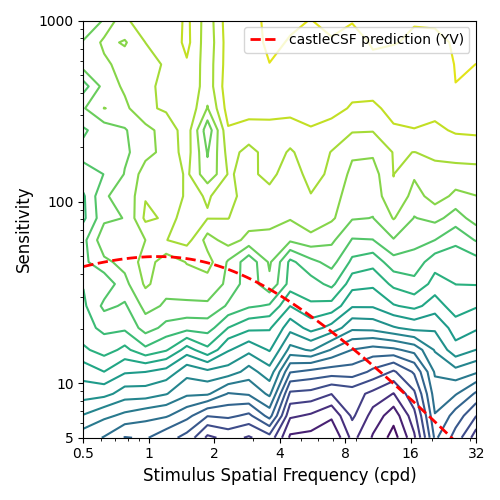 1000
castleCSF prediction (YV)
100
10
5
Sensitivity
0.5 1 2 4 8 16 32
Stimulus Spatial Frequency (cpd)